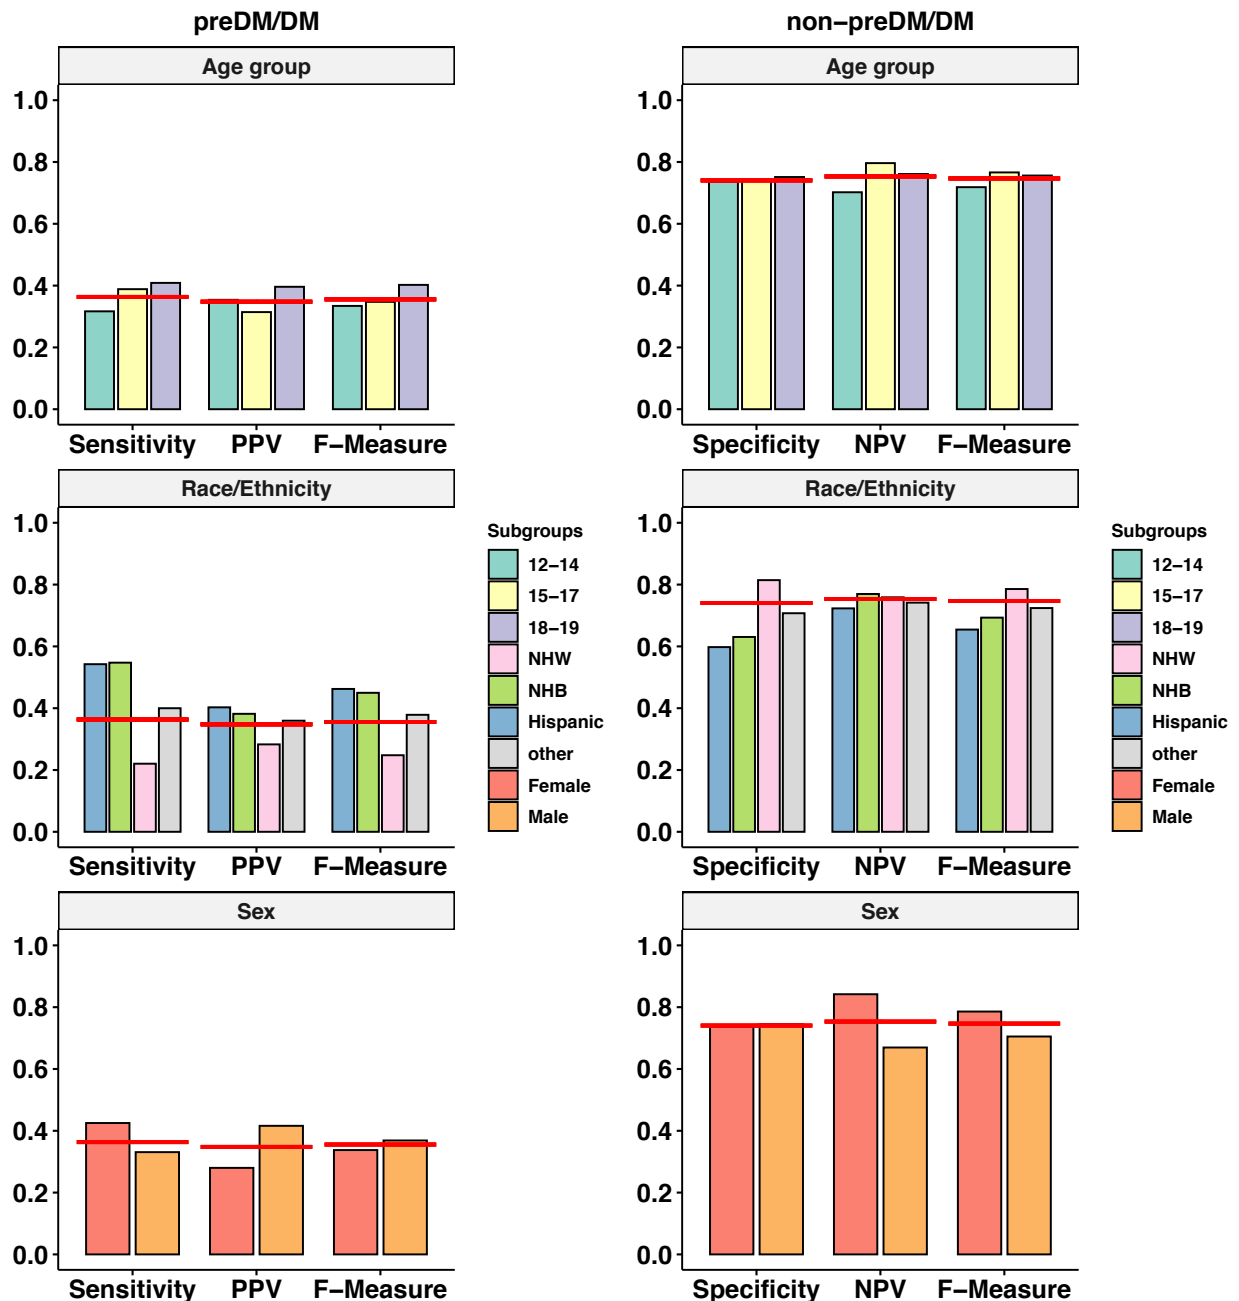 preDM/DM
Age group
1.0
0.8
0.6
0.4
0.2
0.0
Sensitivity PPV F−Measure
Race/Ethnicity
1.0
0.8
0.6
0.4
0.2
0.0
Sensitivity PPV F−Measure
Subgroups
12−14
15−17
18−19
NHW
NHB
Hispanic
other
Female
Male
Sex
1.0
0.8
0.6
0.4
0.2
0.0
Sensitivity PPV F−Measure
non−preDM/DM
Age group
1.0
0.8
0.6
0.4
0.2
0.0
Specificity NPV F−Measure
Race/Ethnicity
1.0
0.8
0.6
0.4
0.2
0.0
Specificity NPV F−Measure
Subgroups
12−14
15−17
18−19
NHW
NHB
Hispanic
other
Female
Male
Sex
1.0
0.8
0.6
0.4
0.2
0.0
Specificity NPV F−Measure